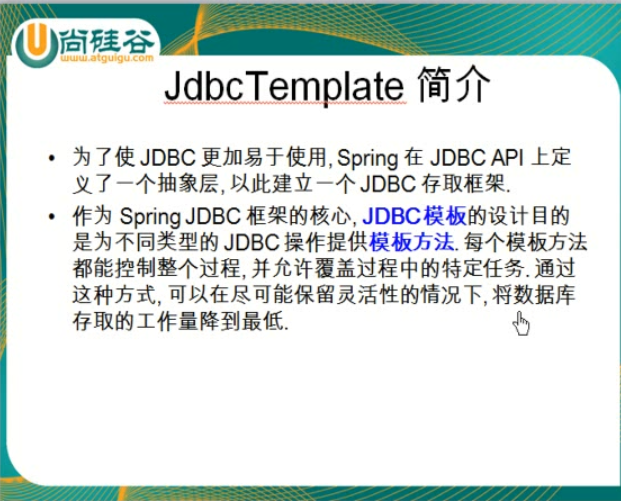 尚硅谷
www.atguigu.com
JdbcTemplate 简介
• 为了使 JDBC 更加易于使用, Spring 在 JDBC API 上定
义了一个抽象层, 以此建立一个 JDBC 存取框架.
• 作为 Spring JDBC 框架的核心, JDBC 模板的设计目的
是为不同类型的 JDBC 操作提供模板方法. 每个模板方法
都能控制整个过程, 并允许覆盖过程中的特定任务. 通过
这种方式, 可以在尽可能保留灵活性的情况下, 将数据库
存取的工作量降到最低.